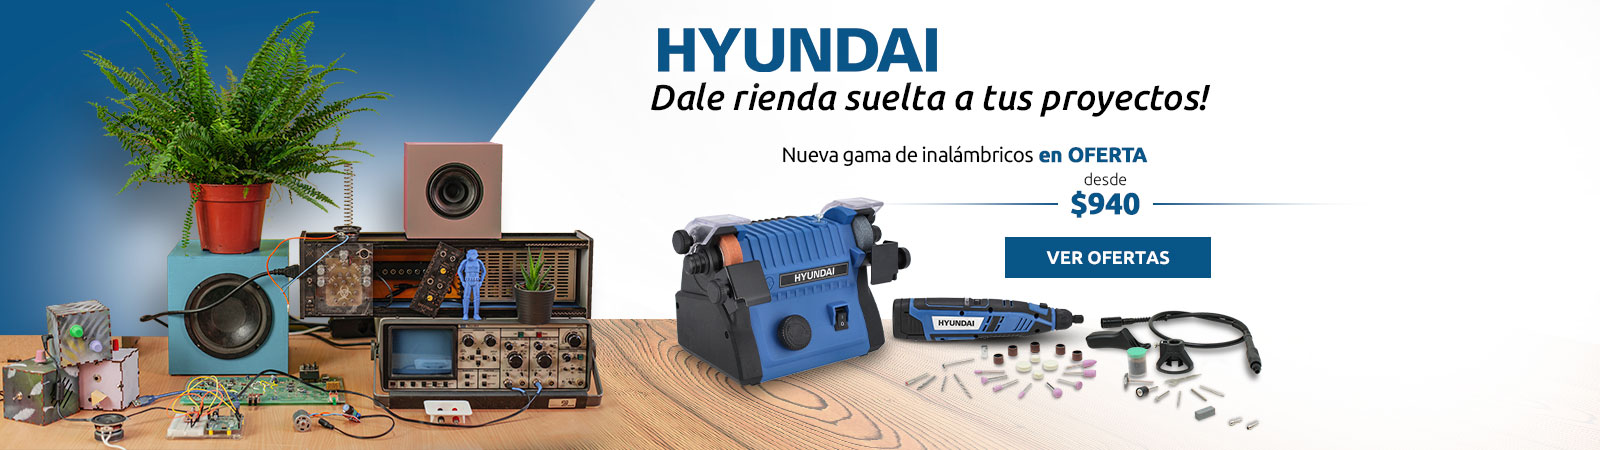 HYUNDAI
Dale rienda suelta a tus proyectos!
Nueva gama de inalámbricos en OFERTA
desde
$940
VER OFERTAS
HYUNDAI
HYUNDAI